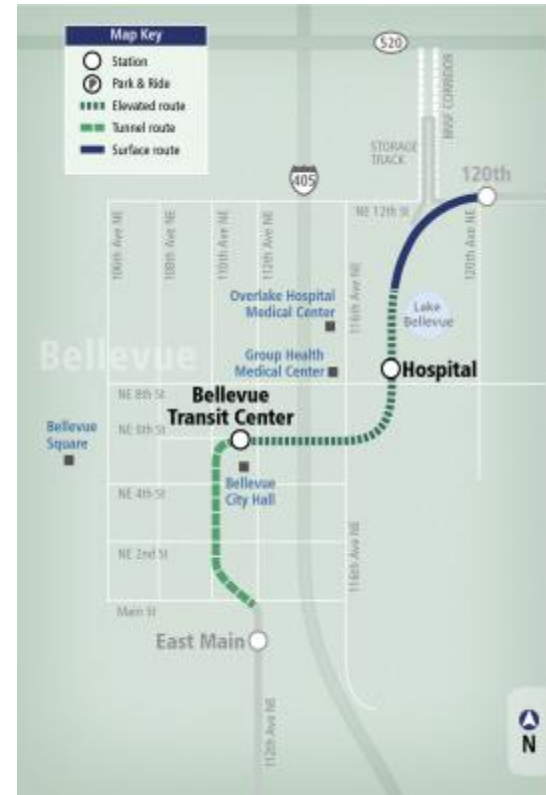 Map Key
Station
P Park & Ride
Elevated route
Tunnel route
Surface route
520
BNSF CORRIDOR
STORAGE
TRACK
405
120th
NE 12th St
106th Ave NE
108th Ave NE
110th Ave NE
112th Ave NE
116th Ave NE
120th Ave NE
Overlake Hospital
Medical Center
Lake
Bellevue
Bellevue
Group Health
Medical Center
Hospital
NE 8th St
Bellevue
Transit Center
Bellevue
Square
NE 6th St
Bellevue
City Hall
NE 4th St
NE 2nd St
116th Ave NE
Main St
East Main
112th Ave NE
N